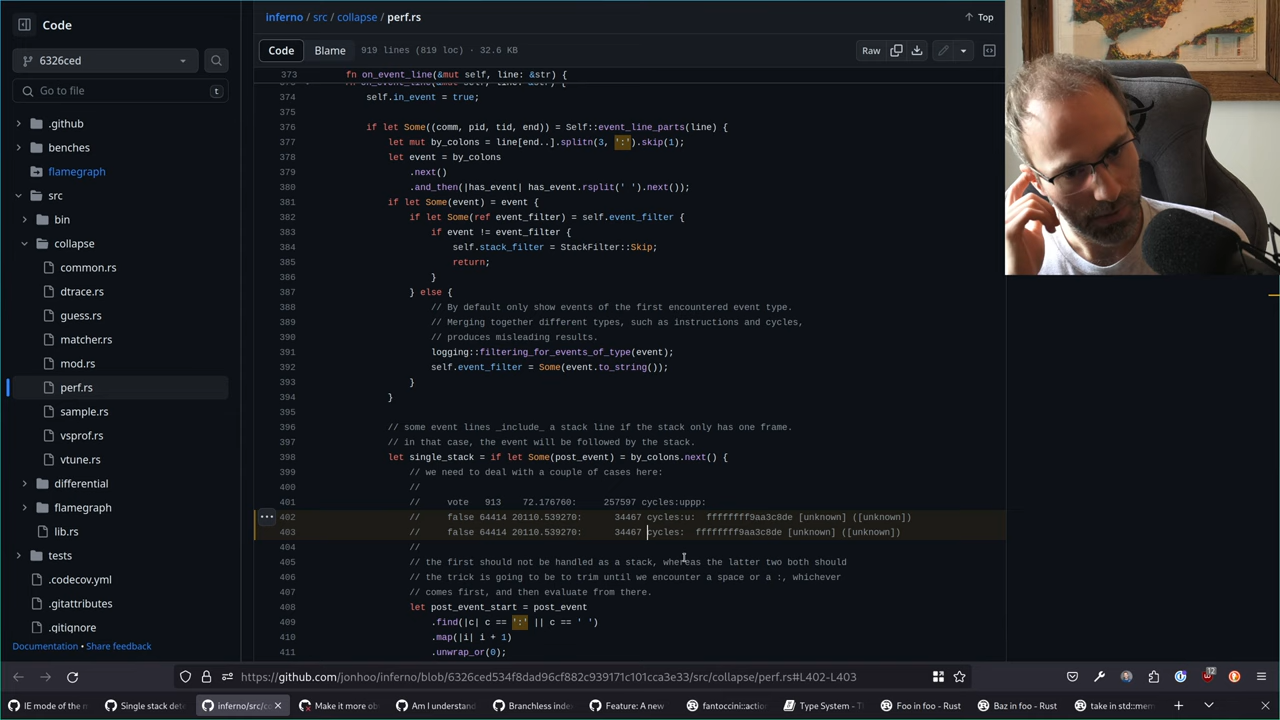 Code
inferno / src / collapse / perf.rs
Top
6326ced
Code Blame 919 lines (819 loc) · 32.6 KB
Raw
Go to file
t
.github
benches
flamegraph
src
bin
collapse
common.rs
dtrace.rs
guess.rs
matcher.rs
mod.rs
perf.rs
sample.rs
vsprof.rs
vtune.rs
differential
flamegraph
lib.rs
tests
.codecov.yml
.gitattributes
.gitignore
Documentation • Share feedback
373 fn on_event_line(&mut self, line: &str) {
374 self.in_event = true;
375
376 if let Some((comm, pid, tid, end)) = Self::event_line_parts(line) {
377 let mut by_colons = line[end..].splitn(3, ':').skip(1);
378 let event = by_colons
379 .next()
380 .and_then(|has_event| has_event.rsplit(' ').next());
381 if let Some(event) = event {
382 if let Some(ref event_filter) = self.event_filter {
383 if event != event_filter {
384 self.stack_filter = StackFilter::Skip;
385 return;
386 }
387 } else {
388 // By default only show events of the first encountered event type.
389 // Merging together different types, such as instructions and cycles,
390 // produces misleading results.
391 logging::filtering_for_events_of_type(event);
392 self.event_filter = Some(event.to_string());
393 }
394 }
395
396 // some event lines _include_ a stack line if the stack only has one frame.
397 // in that case, the event will be followed by the stack.
398 let single_stack = if let Some(post_event) = by_colons.next() {
399 // we need to deal with a couple of cases here:
400 //
401 // vote 913 72.176760: 257597 cycles:uppp:
402 // false 64414 20110.539270: 34467 cycles:u: ffffffff9aa3c8de [unknown] ([unknown])
403 // false 64414 20110.539270: 34467 cycles: ffffffff9aa3c8de [unknown] ([unknown])
404 //
405 // the first should not be handled as a stack, whereas the latter two both should
406 // the trick is going to be to trim until we encounter a space or a :, whichever
407 // comes first, and then evaluate from there.
408 let post_event_start = post_event
409 .find(|c| c == ':' || c == ' ')
410 .map(|i| i + 1)
411 .unwrap_or(0);
https://github.com/jonhoo/inferno/blob/6326ced534f8dad96cf882c939171c101cca3e33/src/collapse/perf.rs#L402-L403
12
IE mode of the m
Single stack dete
inferno/src/co
Make it more ob
Am I understand
Branchless index
Feature: A new
fantoccini::actio
Type System - (T
Foo in foo - Rust
Baz in foo - Rust
take in std::mem